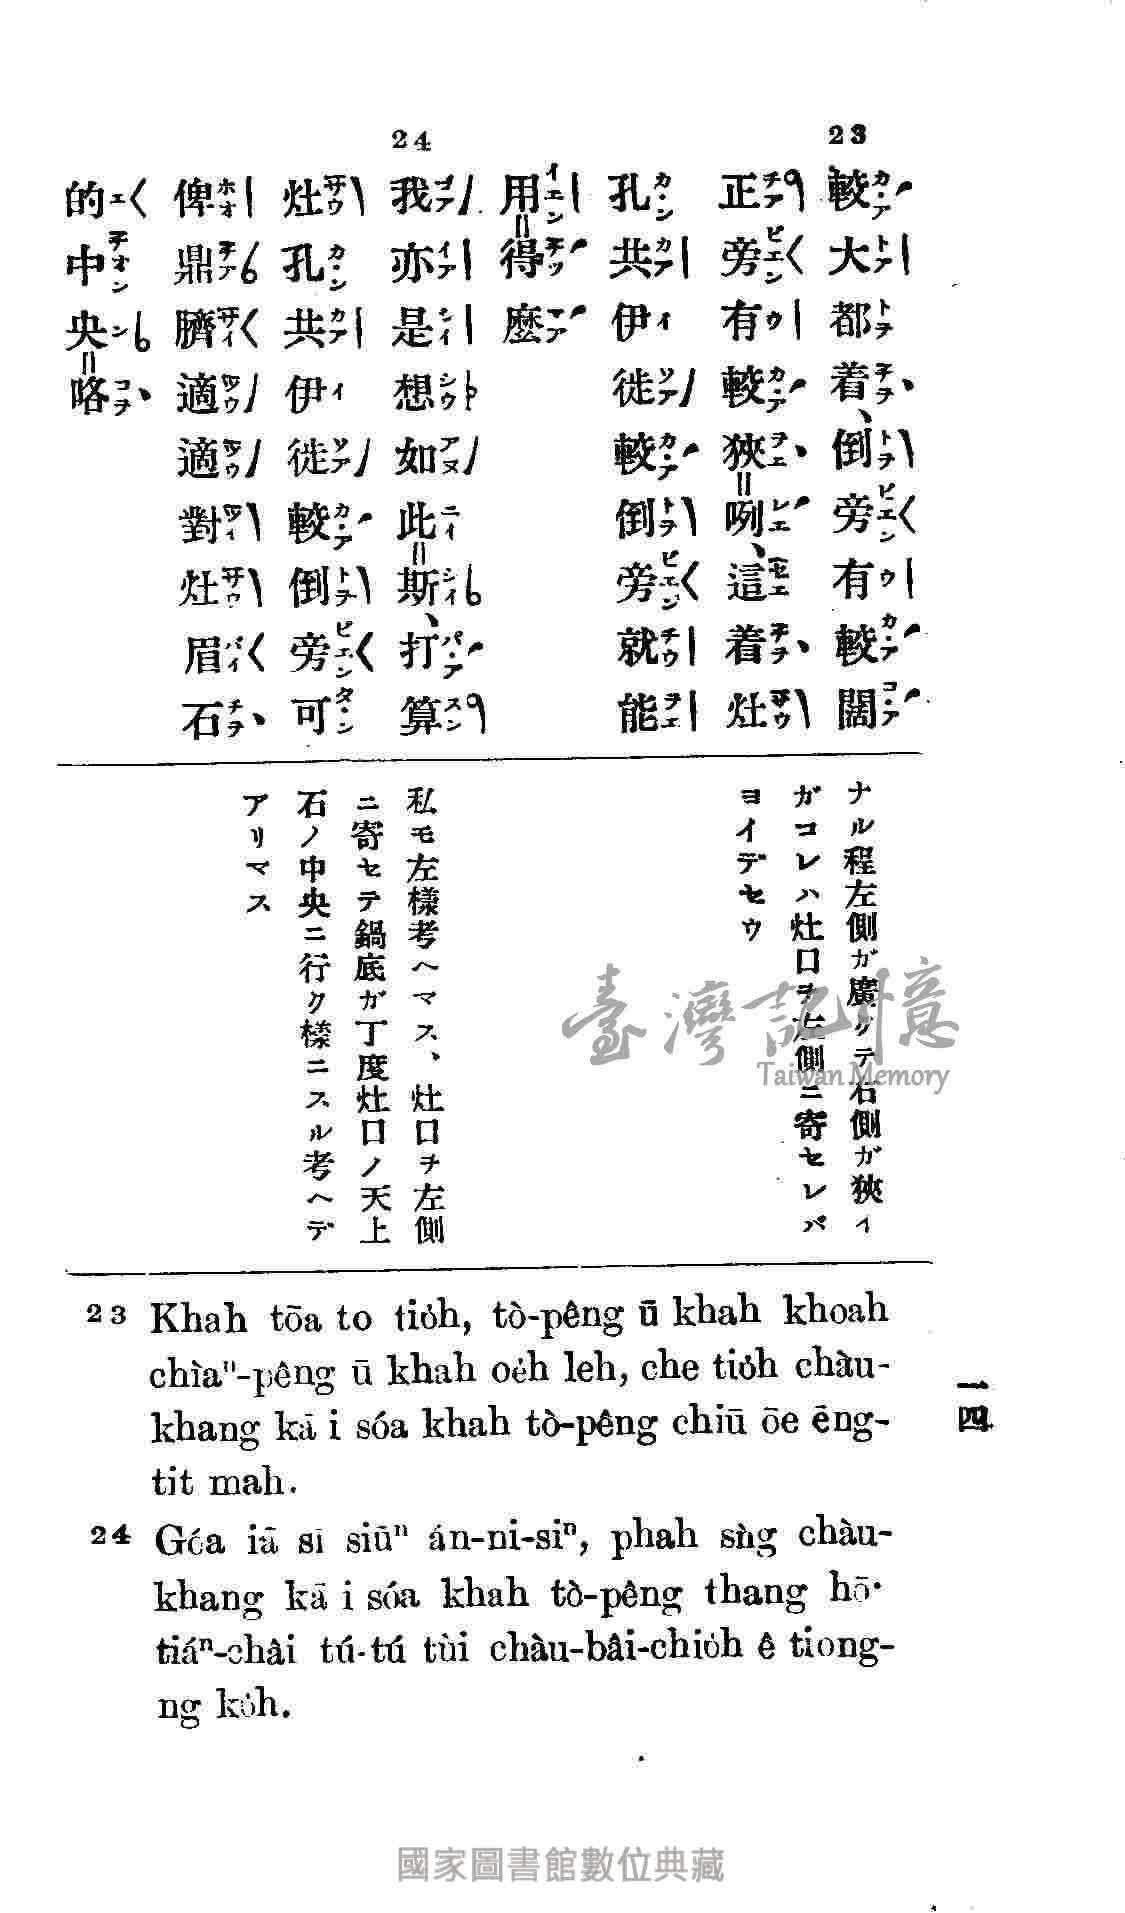 23
較大都着、倒旁有較闊
正旁有較狹咧、這着灶
孔共伊徙較倒旁就能
用得麼
24
我亦是想如此斯、打算
灶孔共伊徙較倒旁可
俾鼎臍適適對灶眉石
的中央咯
ナル程左側ガ廣クテ右側ガ狹イ
ガコレハ灶口ヲ左側ニ寄セレバ
ヨイデセウ
私モ左樣考ヘマス、灶口ヲ左側
ニ寄セテ鍋底ガ丁度灶口ノ天上
石ノ中央ニ行ク樣ニスル考ヘデ
アリマス
23 Khah tōa to tio̍h, tò-pêng ū khah khoah
chìaⁿ-pêng ū khah oe̍h leh, che tio̍h chàu-
khang kā i sóa khah tò-pêng chiū ōe ēng-
tit mah.
24 Góa iā sī siūⁿ án-ni-siⁿ, phah sǹg chàu-
khang kā i sóa khah tò-pêng thang hō·
tiáⁿ-châi tú-tú tùi chàu-bâi-chio̍h ê tiong-
ng ko̍h.
一四
臺灣記憶
Taiwan Memory
國家圖書館數位典藏